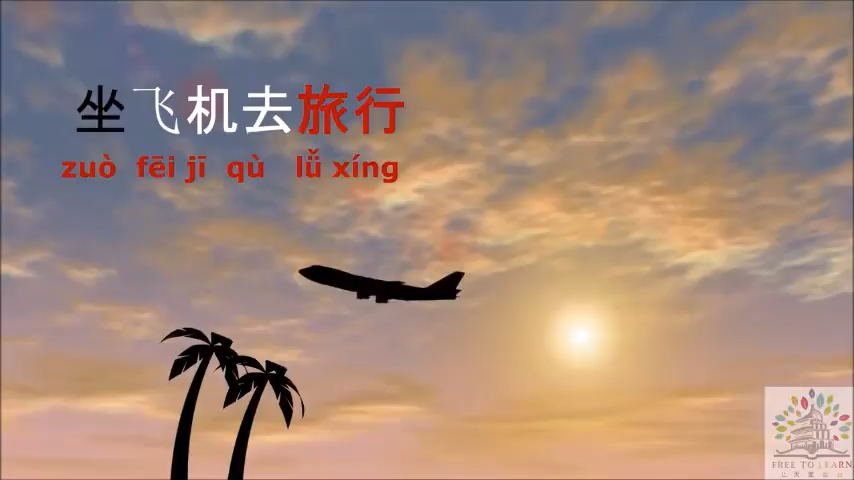 坐飞机去旅行
zuò fēi jī qù lǚ xíng
FREE TO LEARN